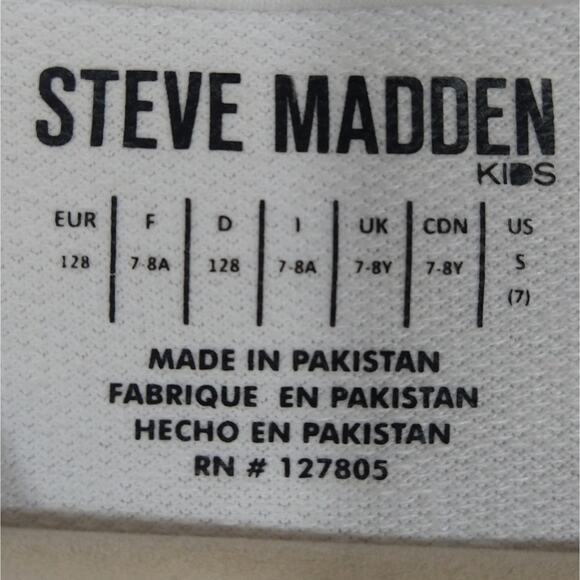 STEVE MADDEN
KIDS
EUR F D I UK CDN US
128 7-8A 128 7-8A 7-8Y 7-8Y S
(7)
MADE IN PAKISTAN
FABRIQUE EN PAKISTAN
HECHO EN PAKISTAN
RN # 127805